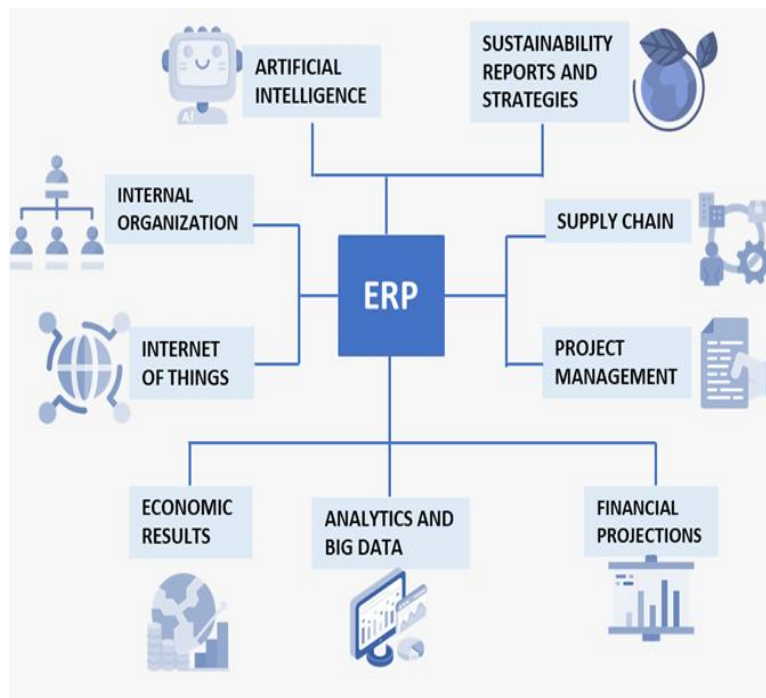 ARTIFICIAL
INTELLIGENCE
AI
SUSTAINABILITY
REPORTS AND
STRATEGIES
INTERNAL
ORGANIZATION
SUPPLY CHAIN
ERP
INTERNET
OF THINGS
PROJECT
MANAGEMENT
ECONOMIC
RESULTS
ANALYTICS AND
BIG DATA
FINANCIAL
PROJECTIONS